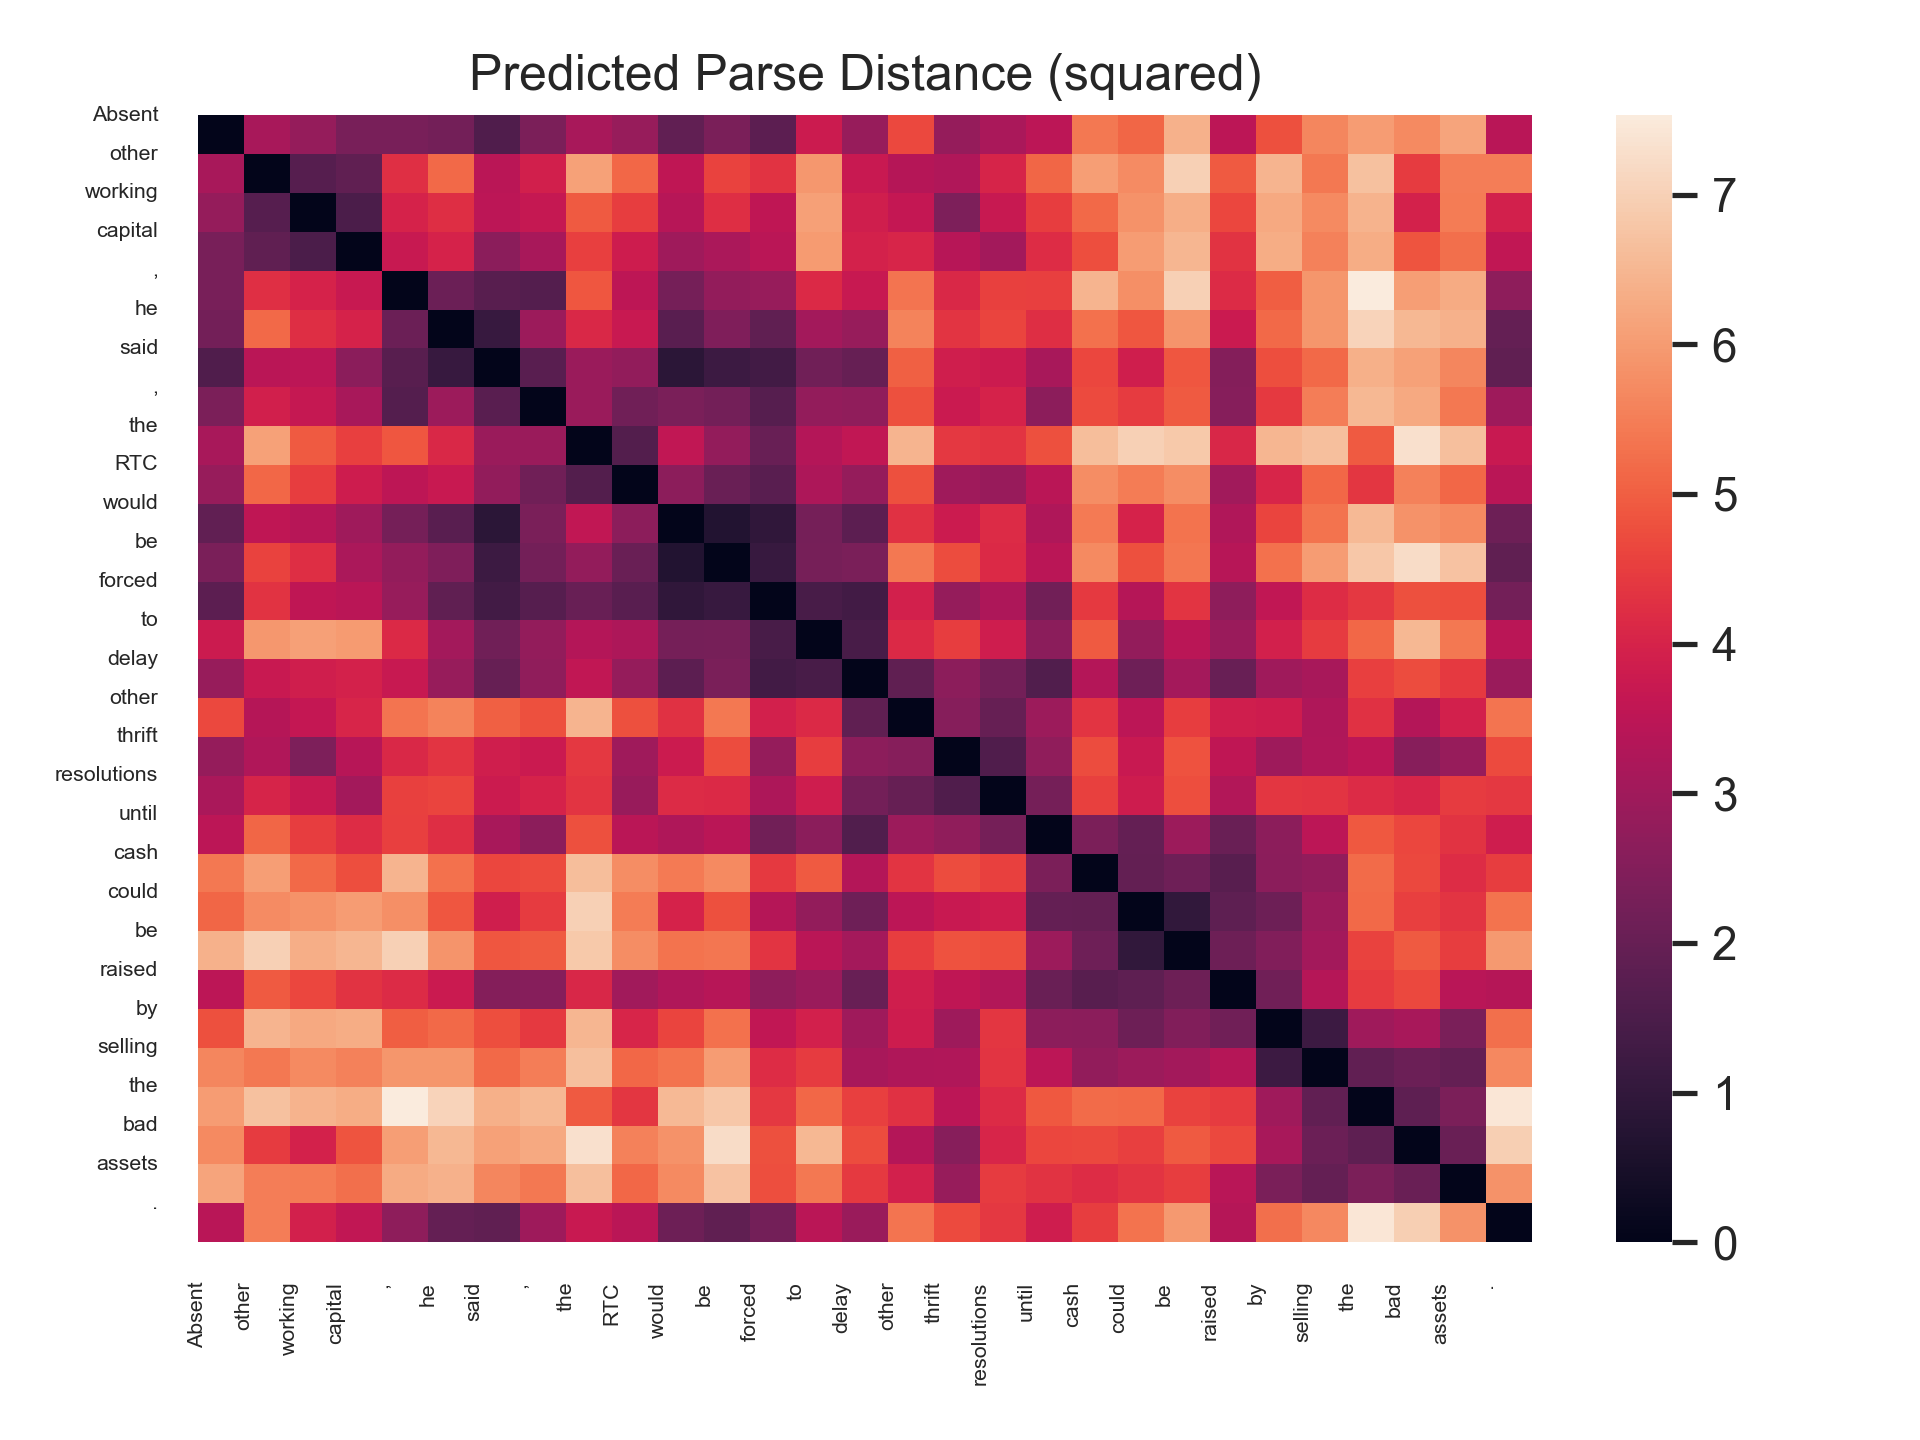 Predicted Parse Distance (squared)
Absent
other
working
capital
,
he
said
,
the
RTC
would
be
forced
to
delay
other
thrift
resolutions
until
cash
could
be
raised
by
selling
the
bad
assets
.
7
6
5
4
3
2
1
0
Absent
other
working
capital
,
he
said
,
the
RTC
would
be
forced
to
delay
other
thrift
resolutions
until
cash
could
be
raised
by
selling
the
bad
assets
.